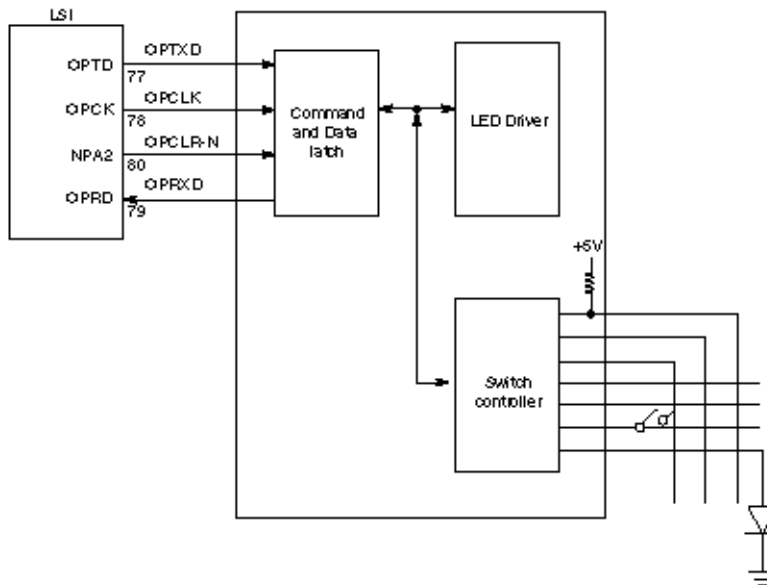 LSI
OPTD
77
OPTXD
OPCK
78
OPCLK
NPA2
80
OPCLR-N
OPRD
79
OPRXD
Command
and Data
latch
LED Driver
+5V
Switch
controller